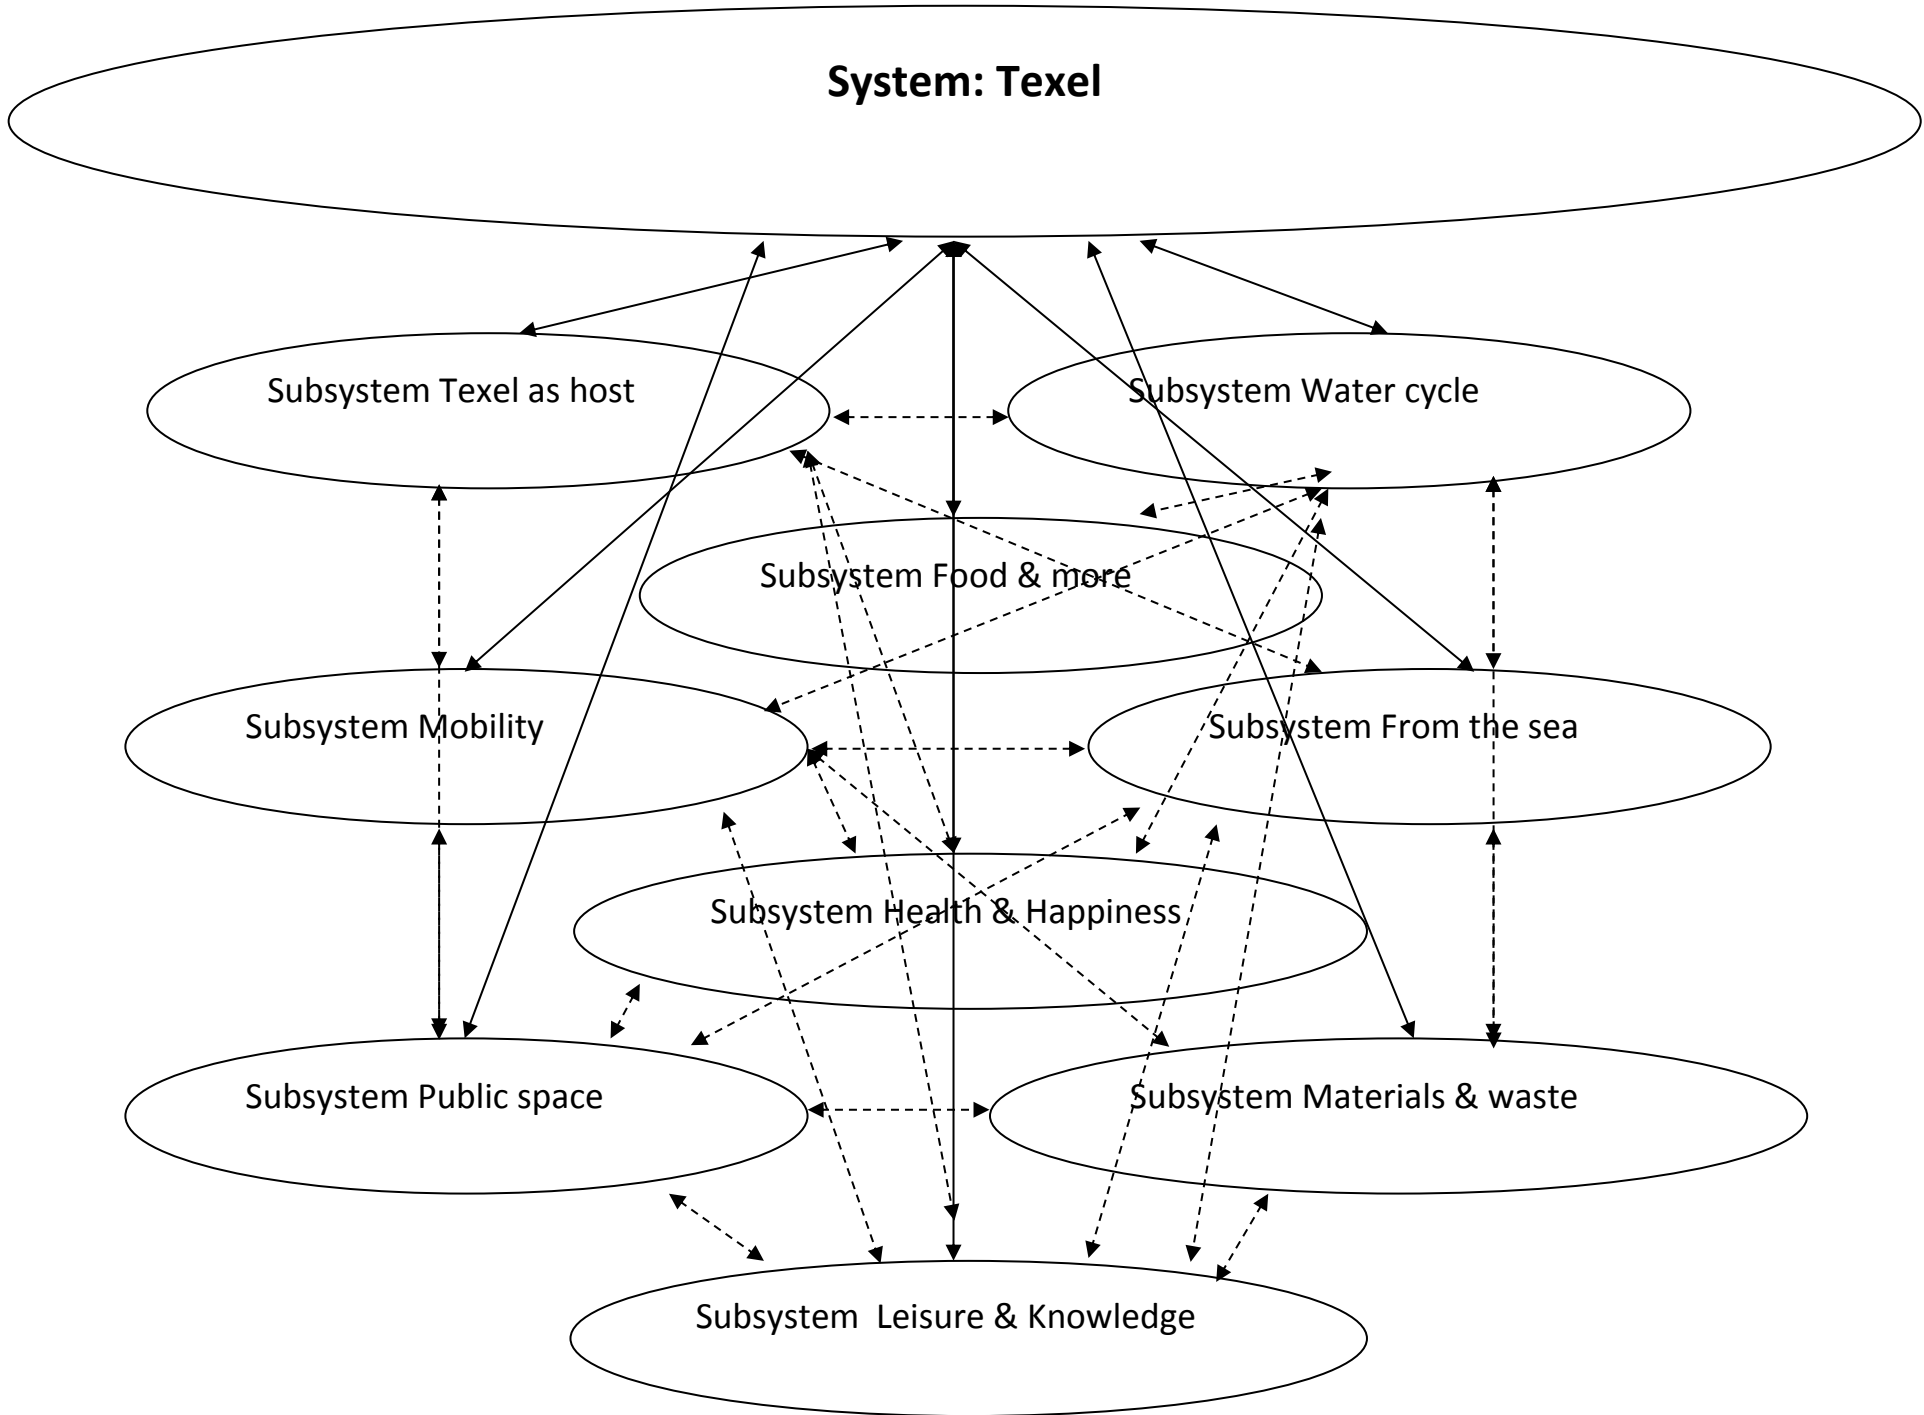 System: Texel
Subsystem Texel as host
Subsystem Water cycle
Subsystem Food & more
Subsystem Mobility
Subsystem From the sea
Subsystem Health & Happiness
Subsystem Public space
Subsystem Materials & waste
Subsystem  Leisure & Knowledge